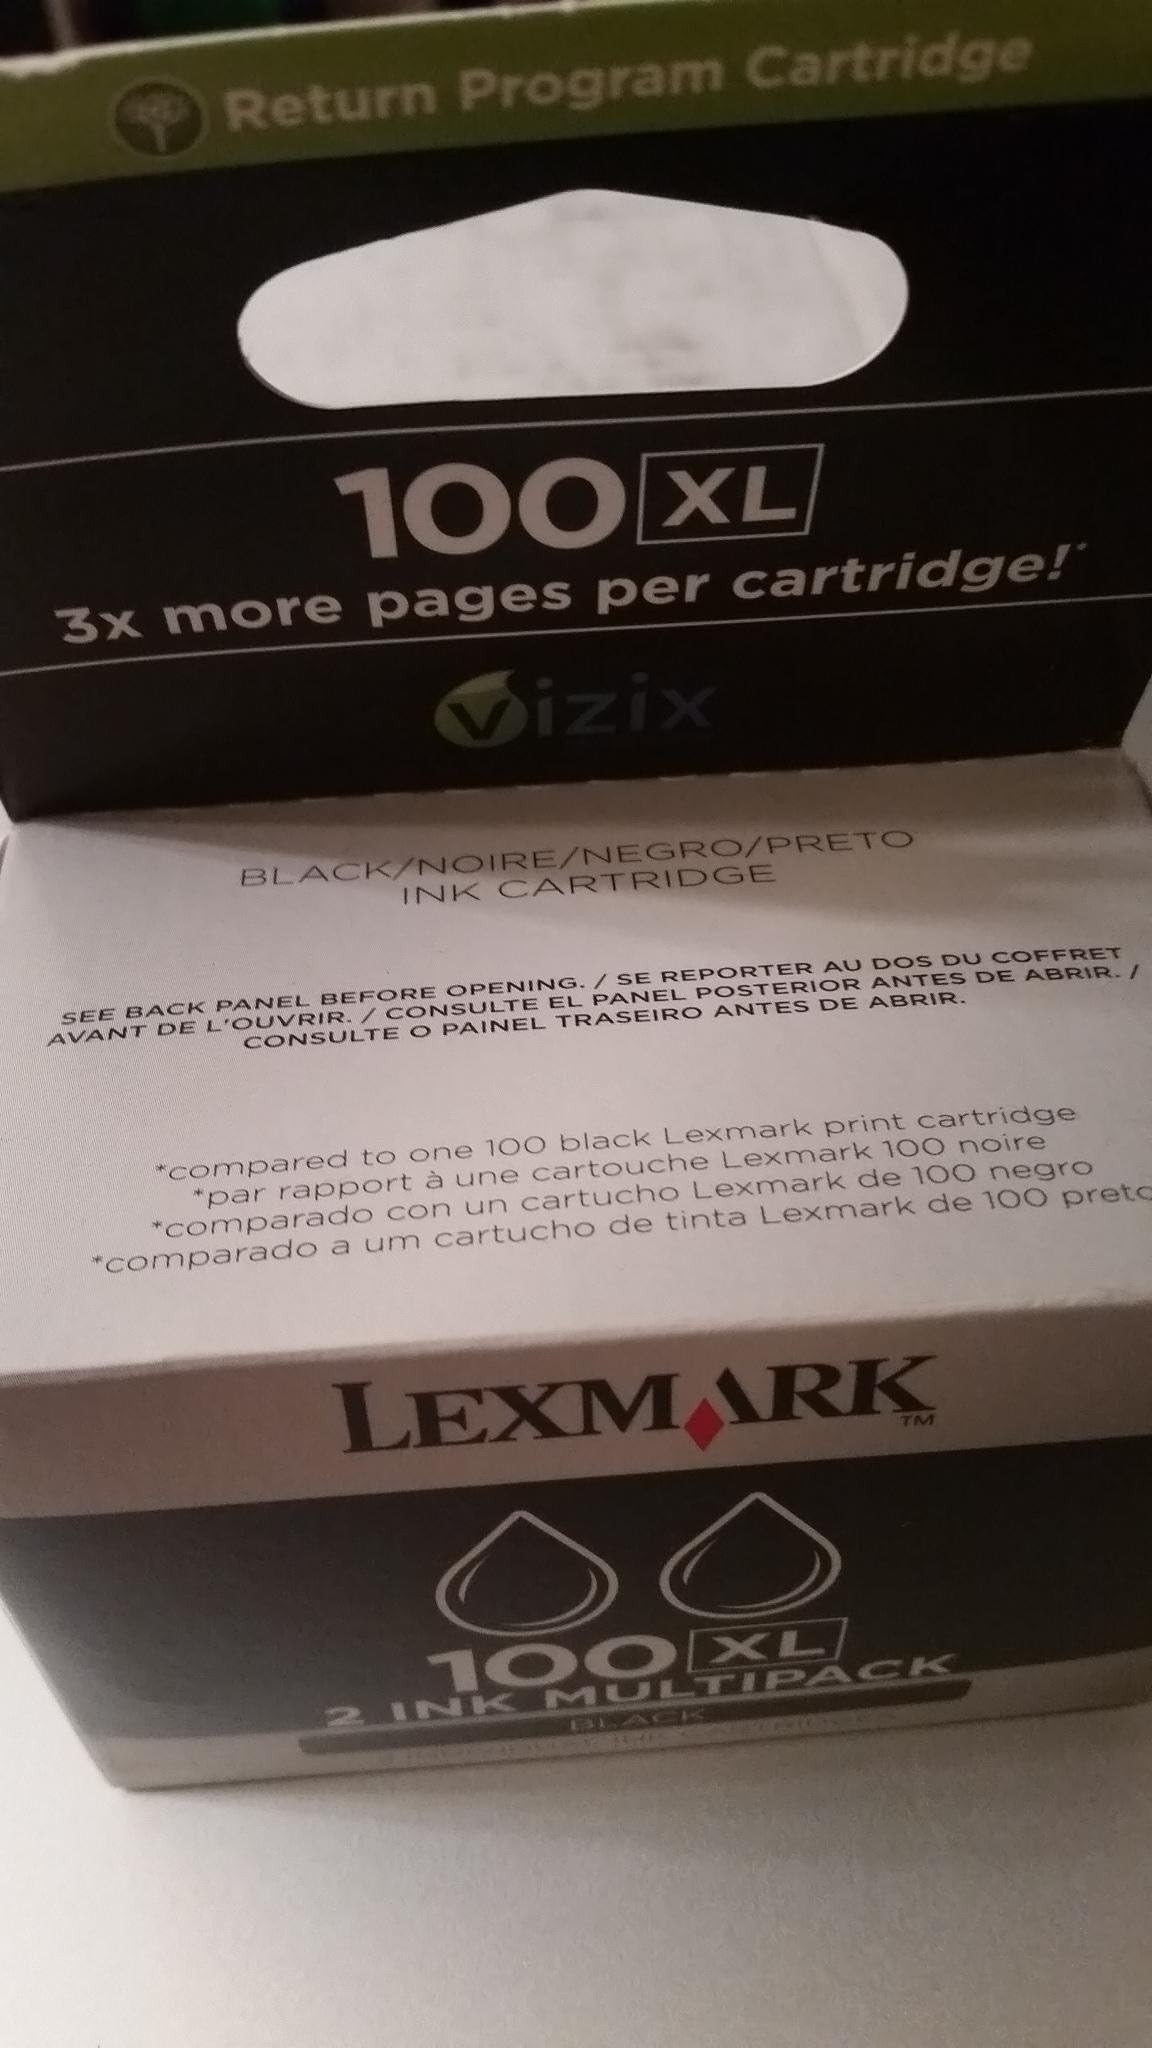 Return Program Cartridge
100 XL
3x more pages per cartridge!*
Vizix
BLACK/NOIRE/NEGRO/PRETO
INK CARTRIDGE
SEE BACK PANEL BEFORE OPENING. / SE REPORTER AU DOS DU COFFRET
AVANT DE L'OUVRIR. / CONSULTE EL PANEL POSTERIOR ANTES DE ABRIR. /
CONSULTE O PAINEL TRASEIRO ANTES DE ABRIR.
*compared to one 100 black Lexmark print cartridge
*par rapport à une cartouche Lexmark 100 noire
*comparado con un cartucho Lexmark de 100 negro
*comparado a um cartucho de tinta Lexmark de 100 preto
LEXMARK™
100 XL
2 INK MULTIPACK
BLACK